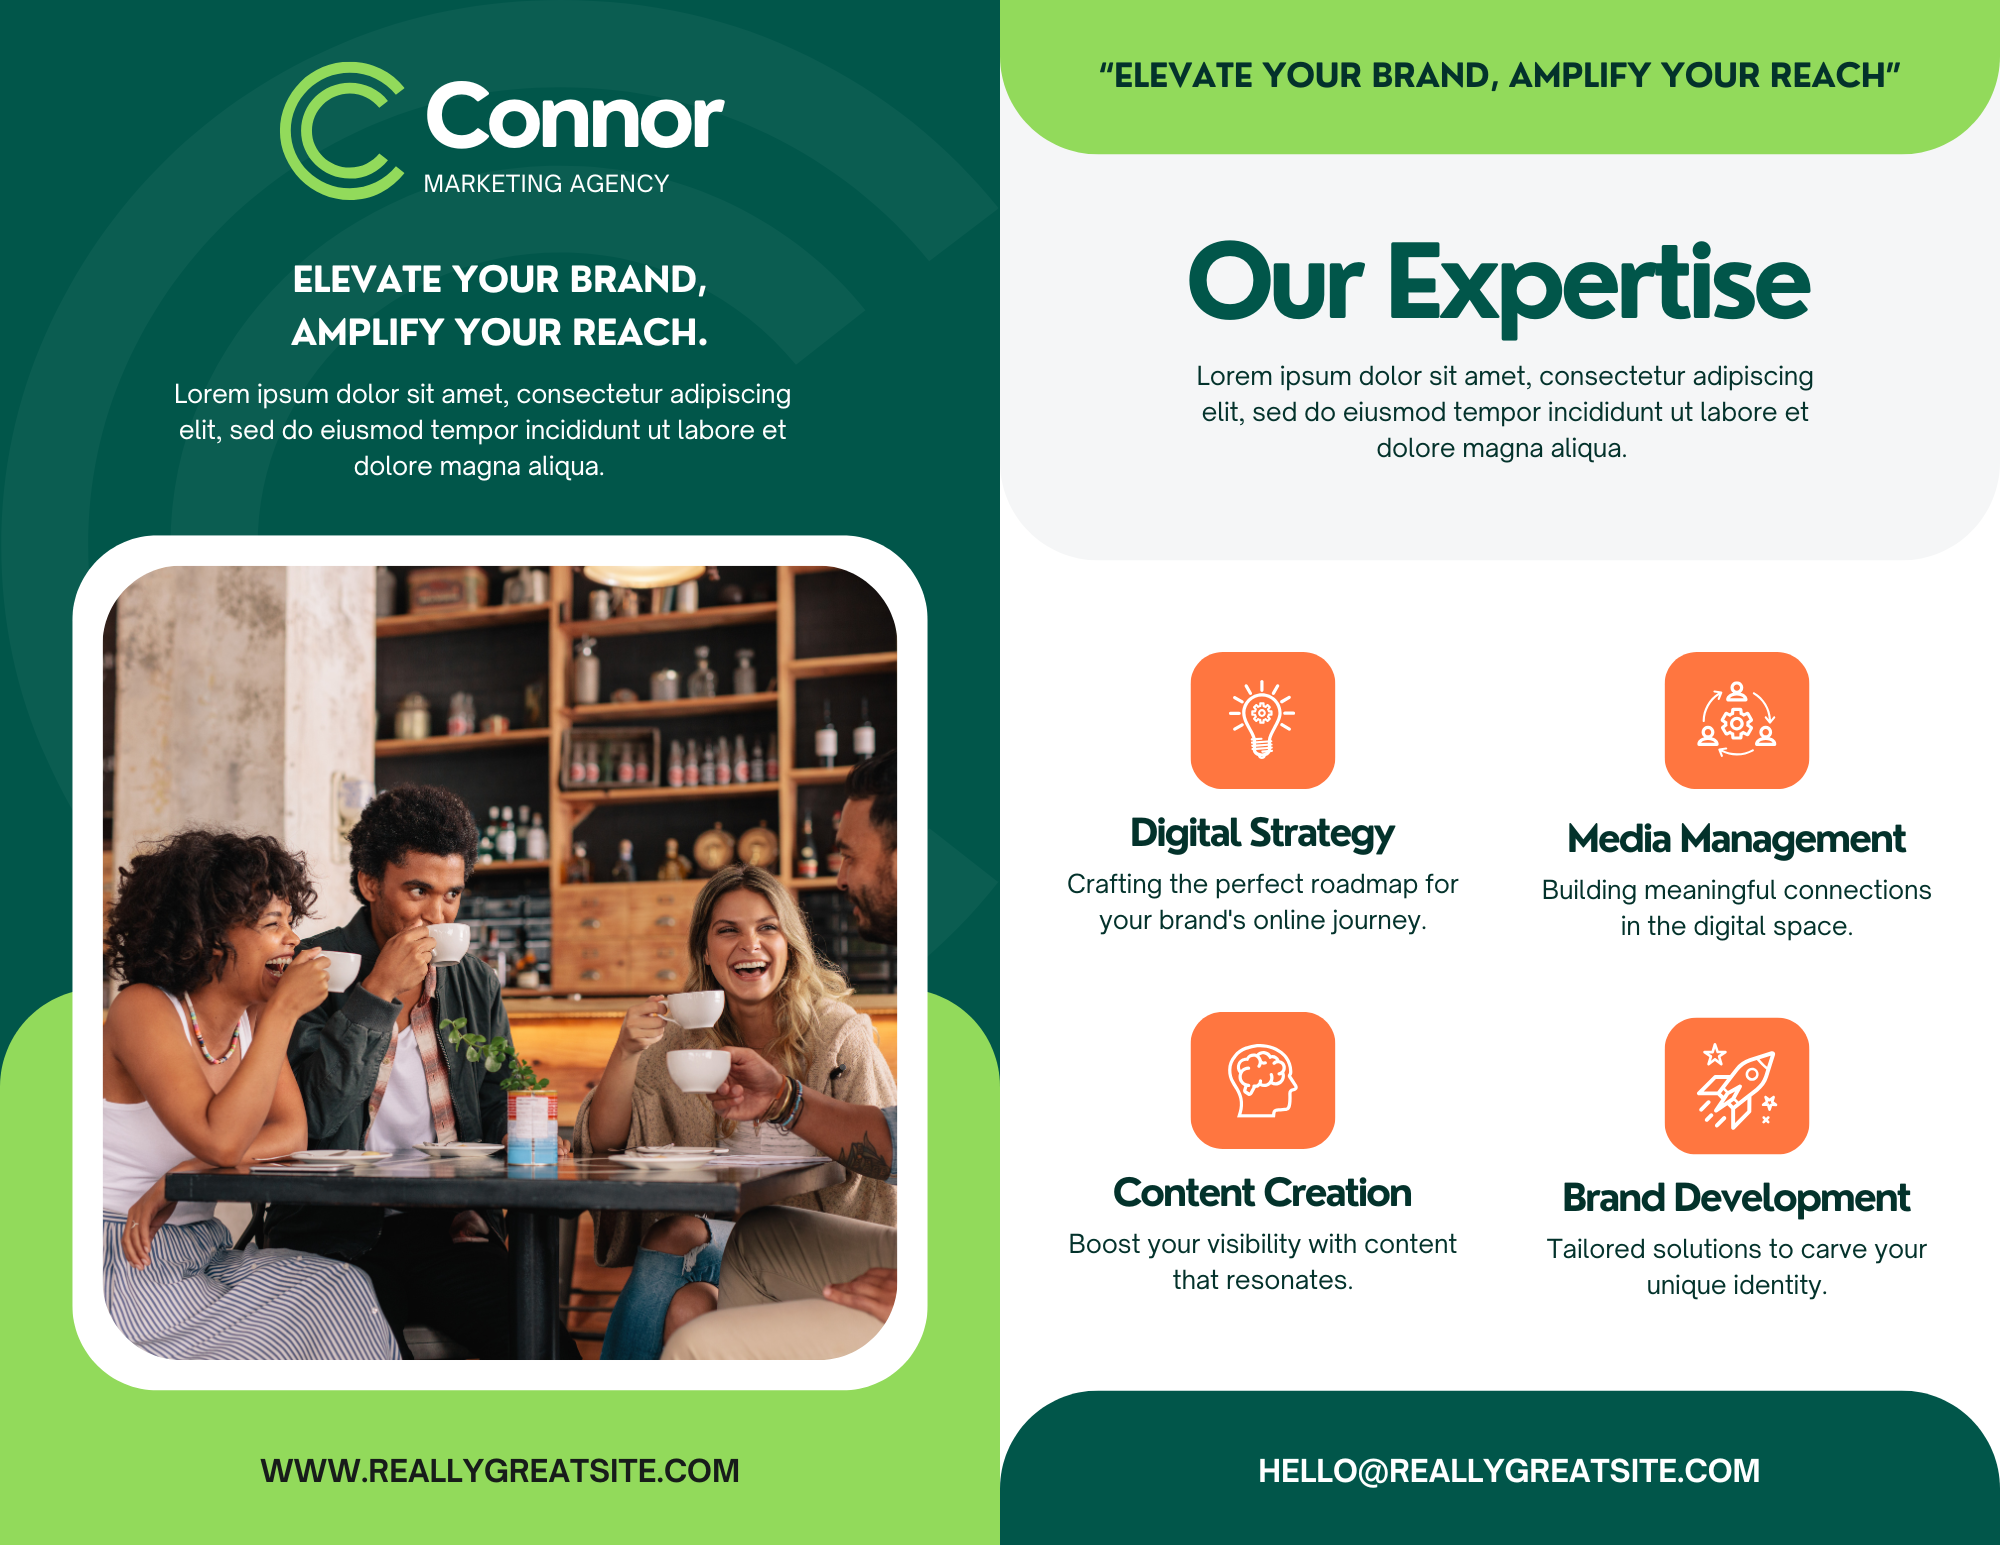 Connor
MARKETING AGENCY
ELEVATE YOUR BRAND,
AMPLIFY YOUR REACH.
Lorem ipsum dolor sit amet, consectetur adipiscing
elit, sed do eiusmod tempor incididunt ut labore et
dolore magna aliqua.
WWW.REALLYGREATSITE.COM
“ELEVATE YOUR BRAND, AMPLIFY YOUR REACH”
Our Expertise
Lorem ipsum dolor sit amet, consectetur adipiscing
elit, sed do eiusmod tempor incididunt ut labore et
dolore magna aliqua.
Digital Strategy
Crafting the perfect roadmap for
your brand's online journey.
Media Management
Building meaningful connections
in the digital space.
Content Creation
Boost your visibility with content
that resonates.
Brand Development
Tailored solutions to carve your
unique identity.
HELLO@REALLYGREATSITE.COM